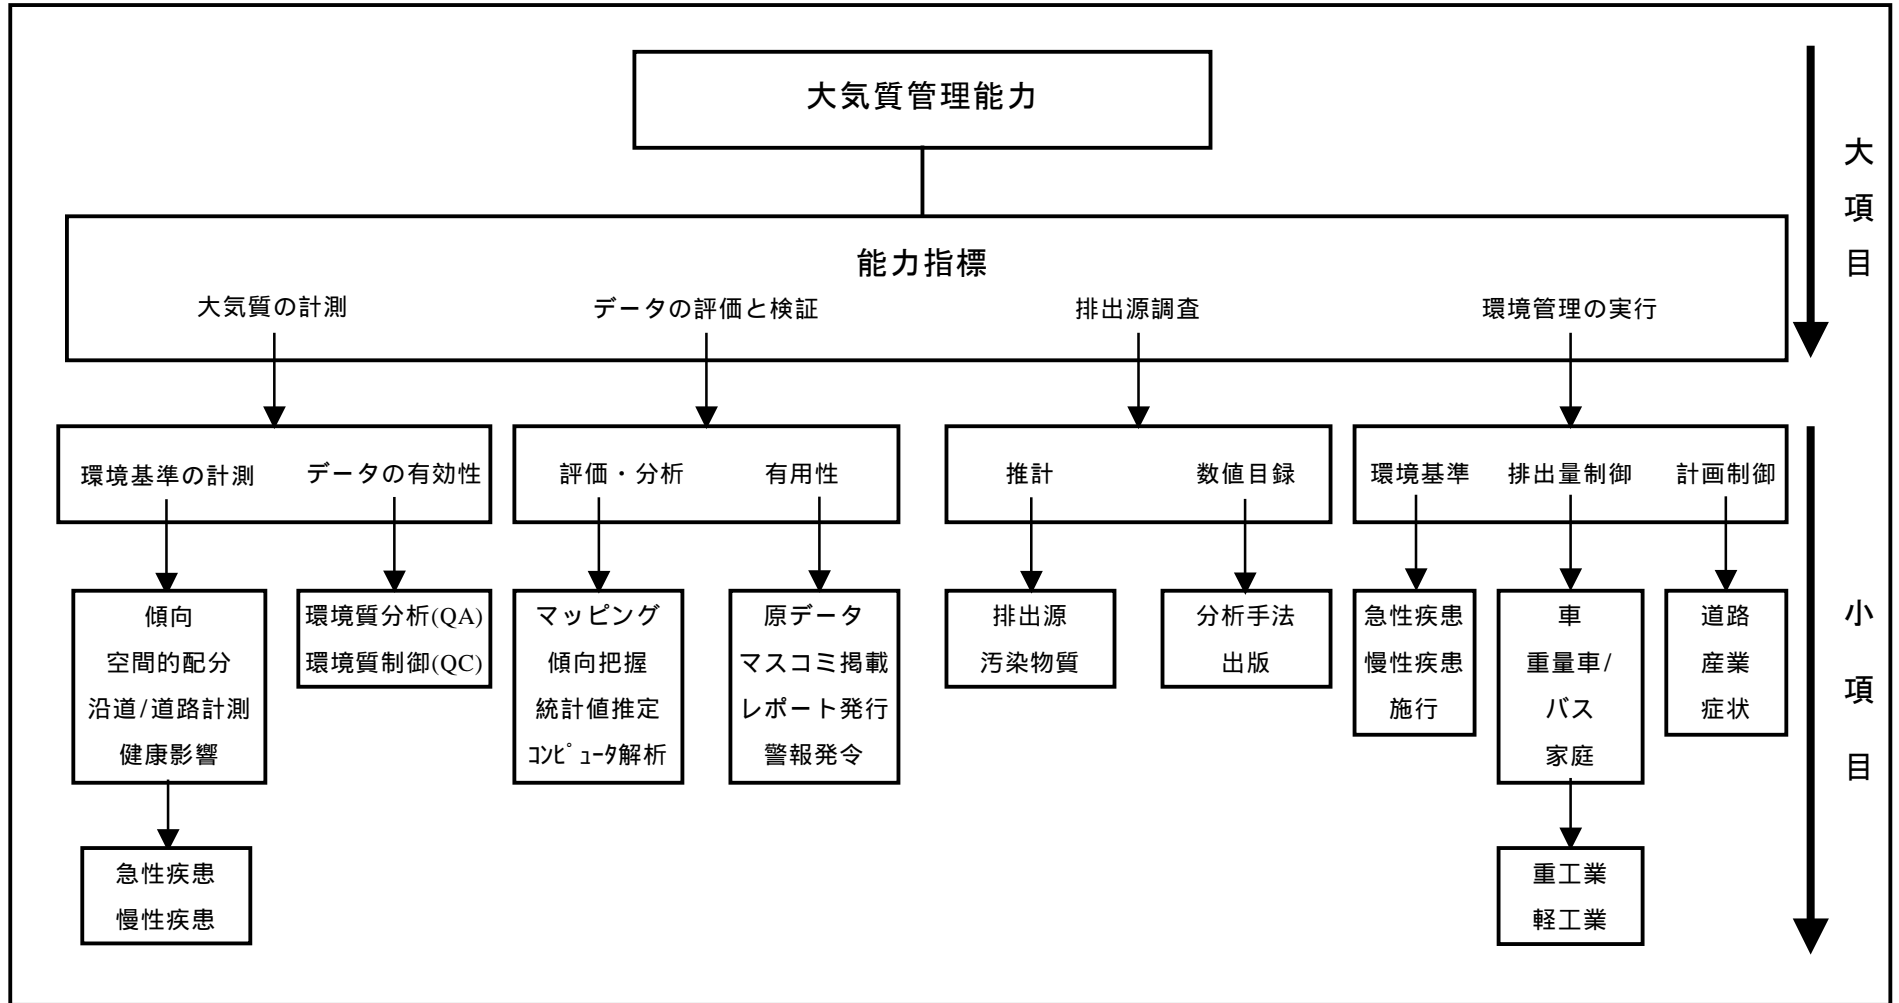 大気質管理能力
能力指標
大気質の計測
データの評価と検証
排出源調査
環境管理の実行
環境基準の計測
データの有効性
評価・分析
有用性
推計
数値目録
環境基準
排出量制御
計画制御
傾向
空間的配分
沿道/道路計測
健康影響
環境質分析(QA)
環境質制御(QC)
マッピング
傾向把握
統計値推定
ｺﾝﾋﾟｭｰﾀ解析
原データ
マスコミ掲載
レポート発行
警報発令
排出源
汚染物質
分析手法
出版
急性疾患
慢性疾患
施行
車
重量車/
バス
家庭
道路
産業
症状
急性疾患
慢性疾患
重工業
軽工業
大項目
小項目